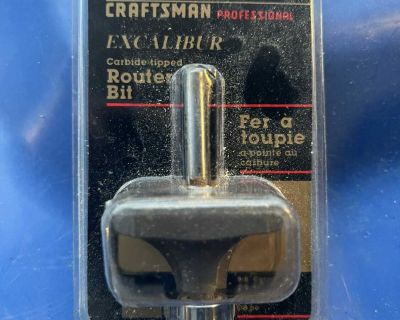 CRAFTSMAN PROFESSIONAL
EXCALIBUR
Carbide-tipped
Router
Bit
Fer a
toupie
a pointe au
carbure